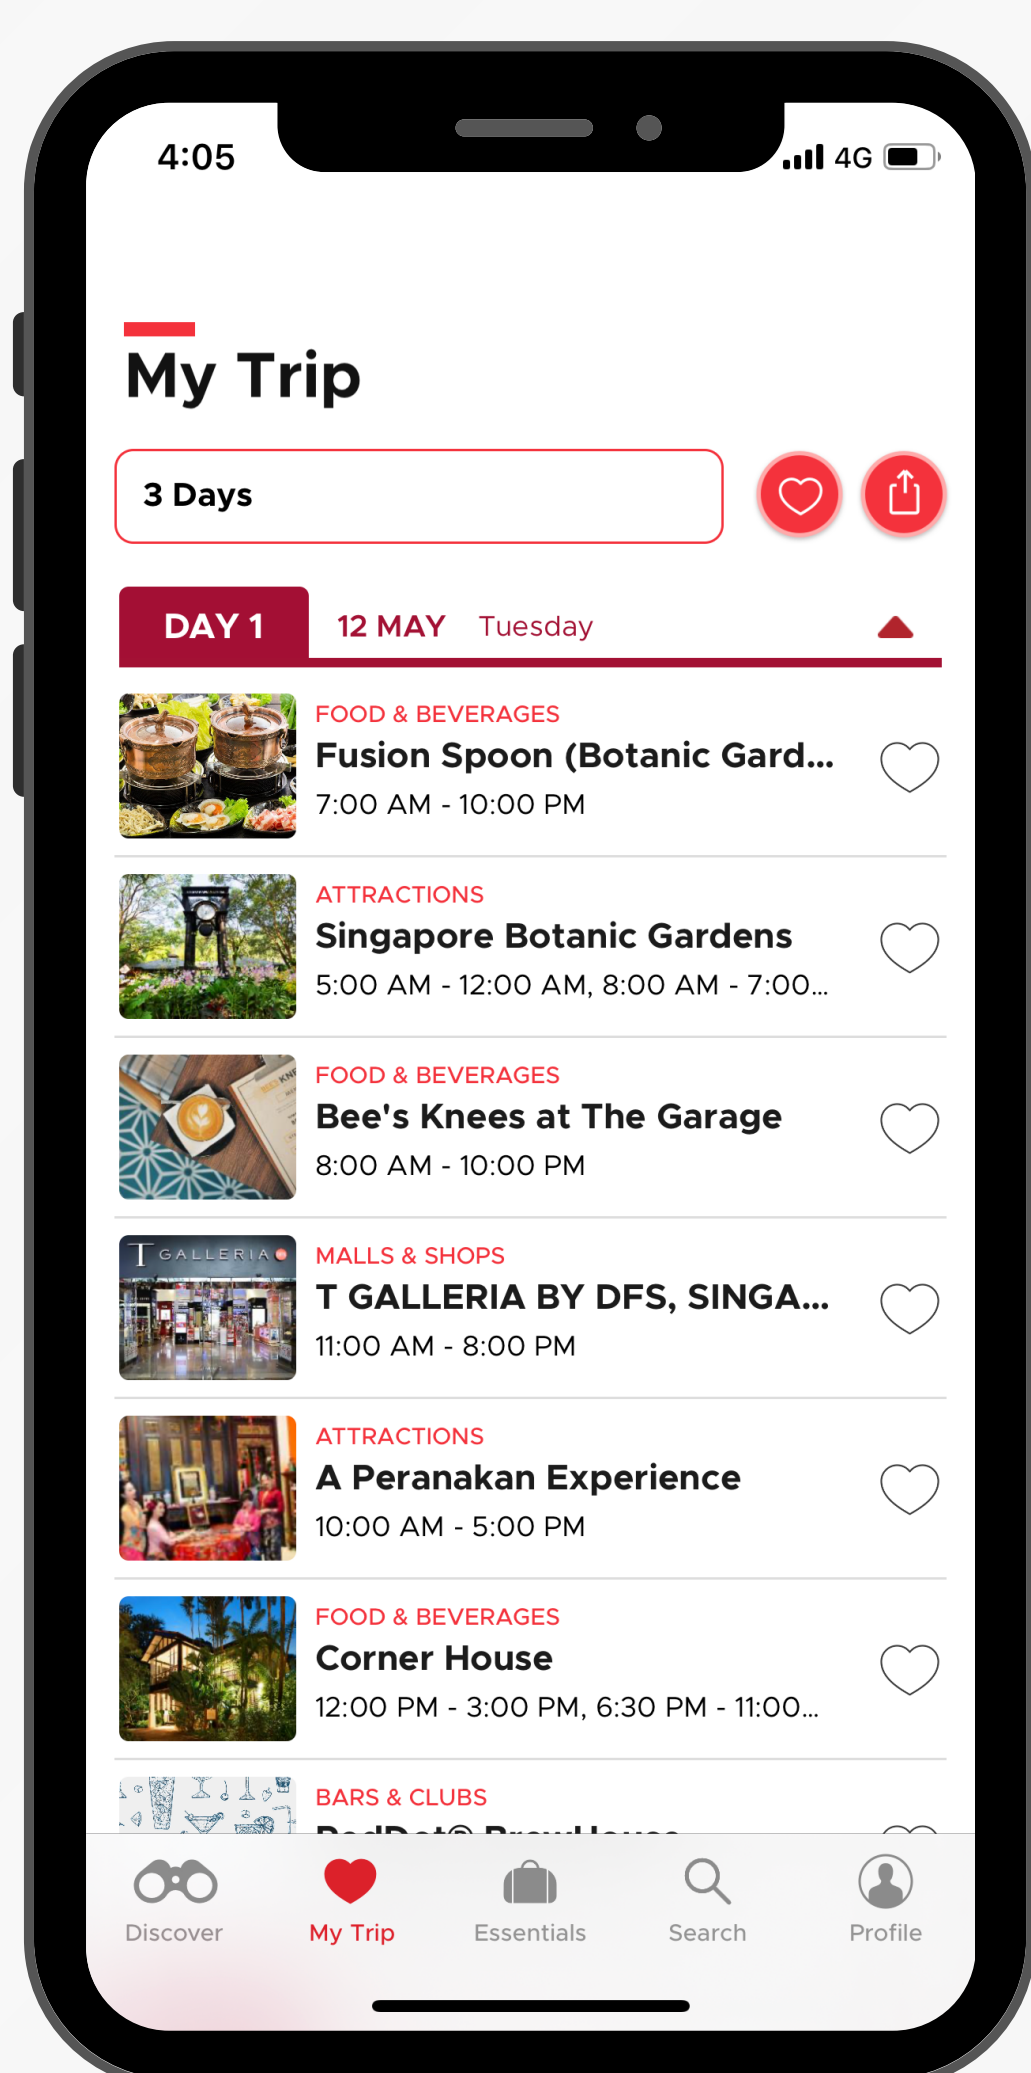 4:05
4G
My Trip
3 Days
DAY 1 12 MAY Tuesday
FOOD & BEVERAGES
Fusion Spoon (Botanic Gard...
7:00 AM - 10:00 PM
ATTRACTIONS
Singapore Botanic Gardens
5:00 AM - 12:00 AM, 8:00 AM - 7:00...
FOOD & BEVERAGES
Bee's Knees at The Garage
8:00 AM - 10:00 PM
T GALLERIA
MALLS & SHOPS
T GALLERIA BY DFS, SINGA...
11:00 AM - 8:00 PM
ATTRACTIONS
A Peranakan Experience
10:00 AM - 5:00 PM
FOOD & BEVERAGES
Corner House
12:00 PM - 3:00 PM, 6:30 PM - 11:00...
BARS & CLUBS
RedDot® BrewHouse
Discover
My Trip
Essentials
Search
Profile